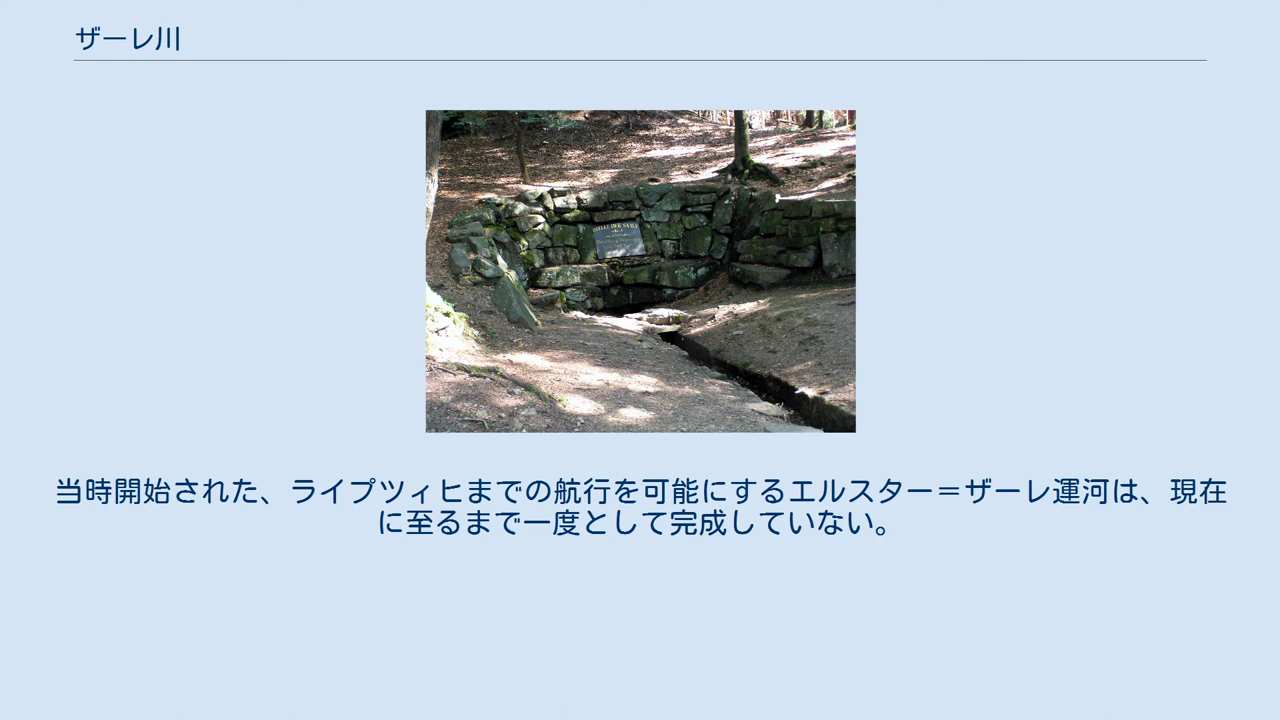 ザーレ川
当時開始された、ライプツィヒまでの航行を可能にするエルスター＝ザーレ運河は、現在
に至るまで一度として完成していない。